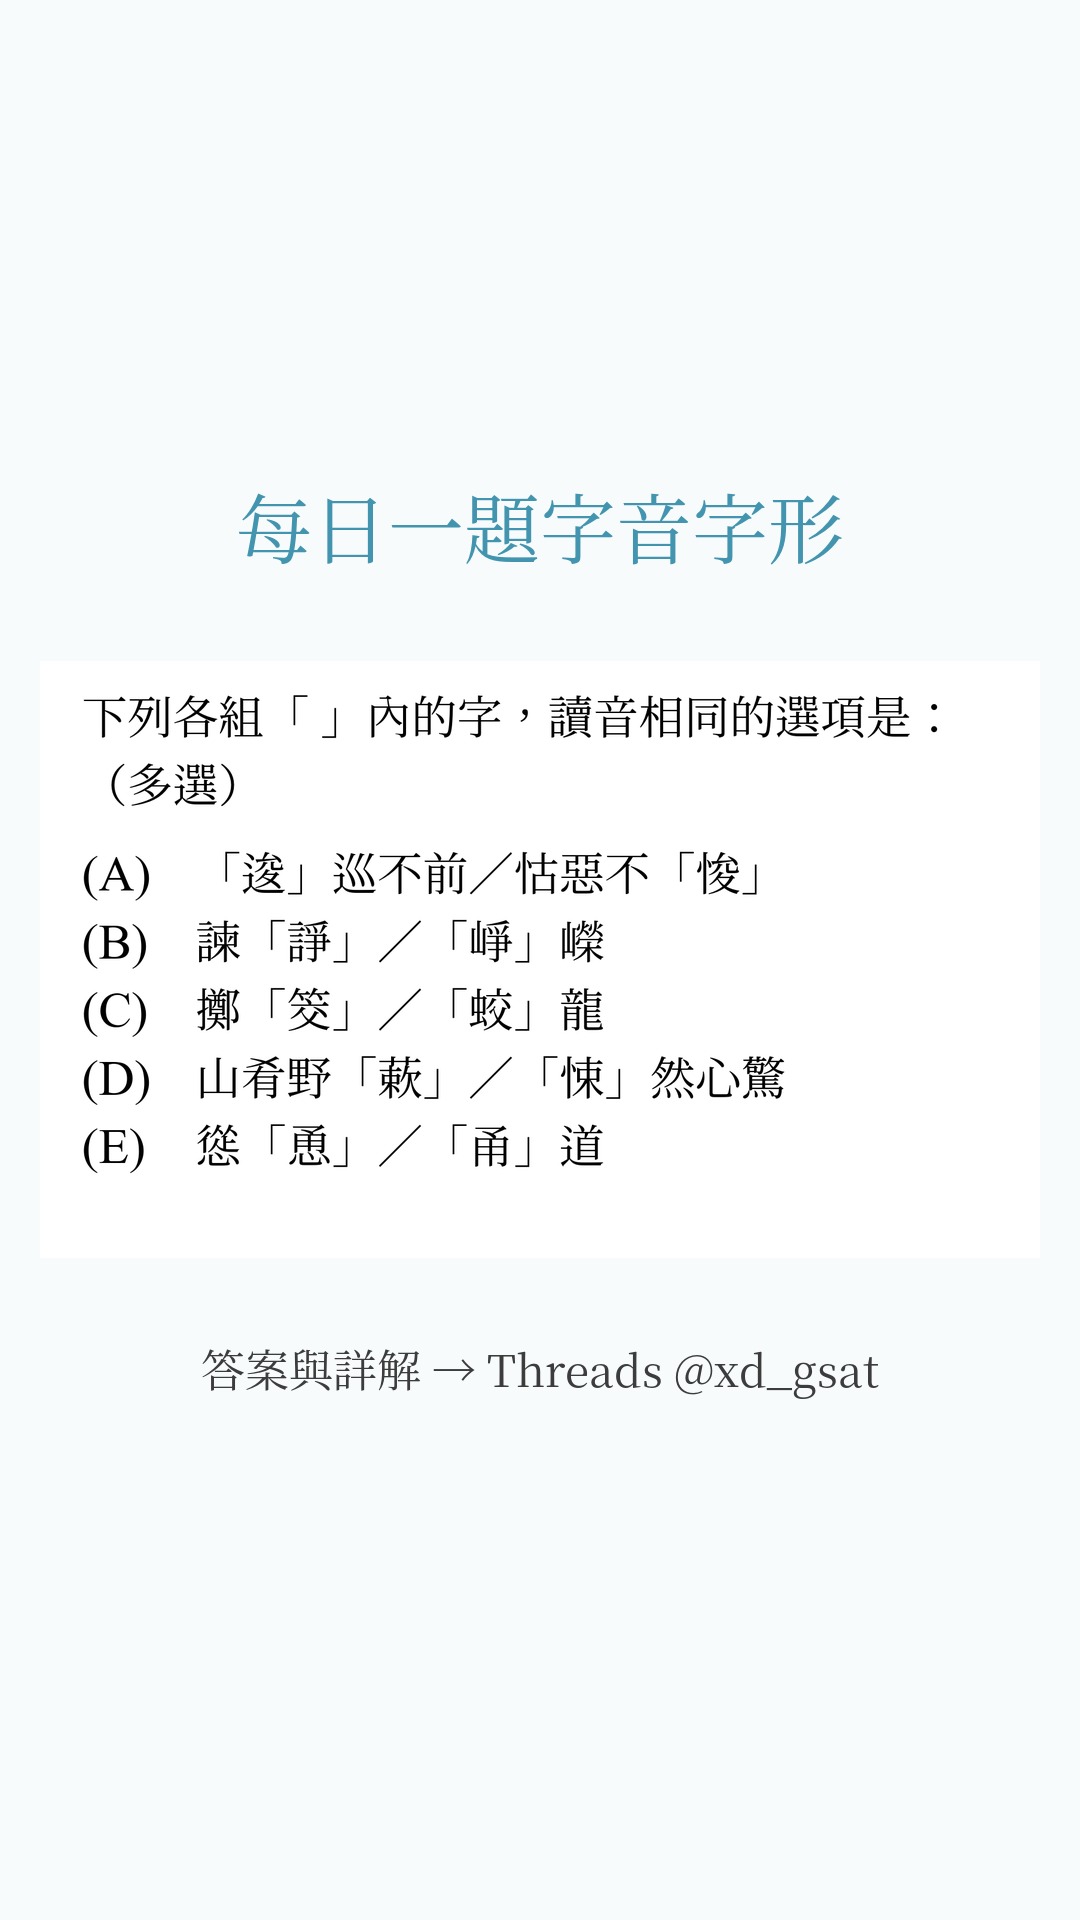 每日一題字音字形
下列各組「 」內的字，讀音相同的選項是：
（多選）
(A) 「逡」巡不前／怙惡不「悛」
(B) 諫「諍」／「崢」嶸
(C) 擲「筊」／「蛟」龍
(D) 山肴野「蔌」／「悚」然心驚
(E) 慫「恿」／「甬」道
答案與詳解 → Threads @xd_gsat